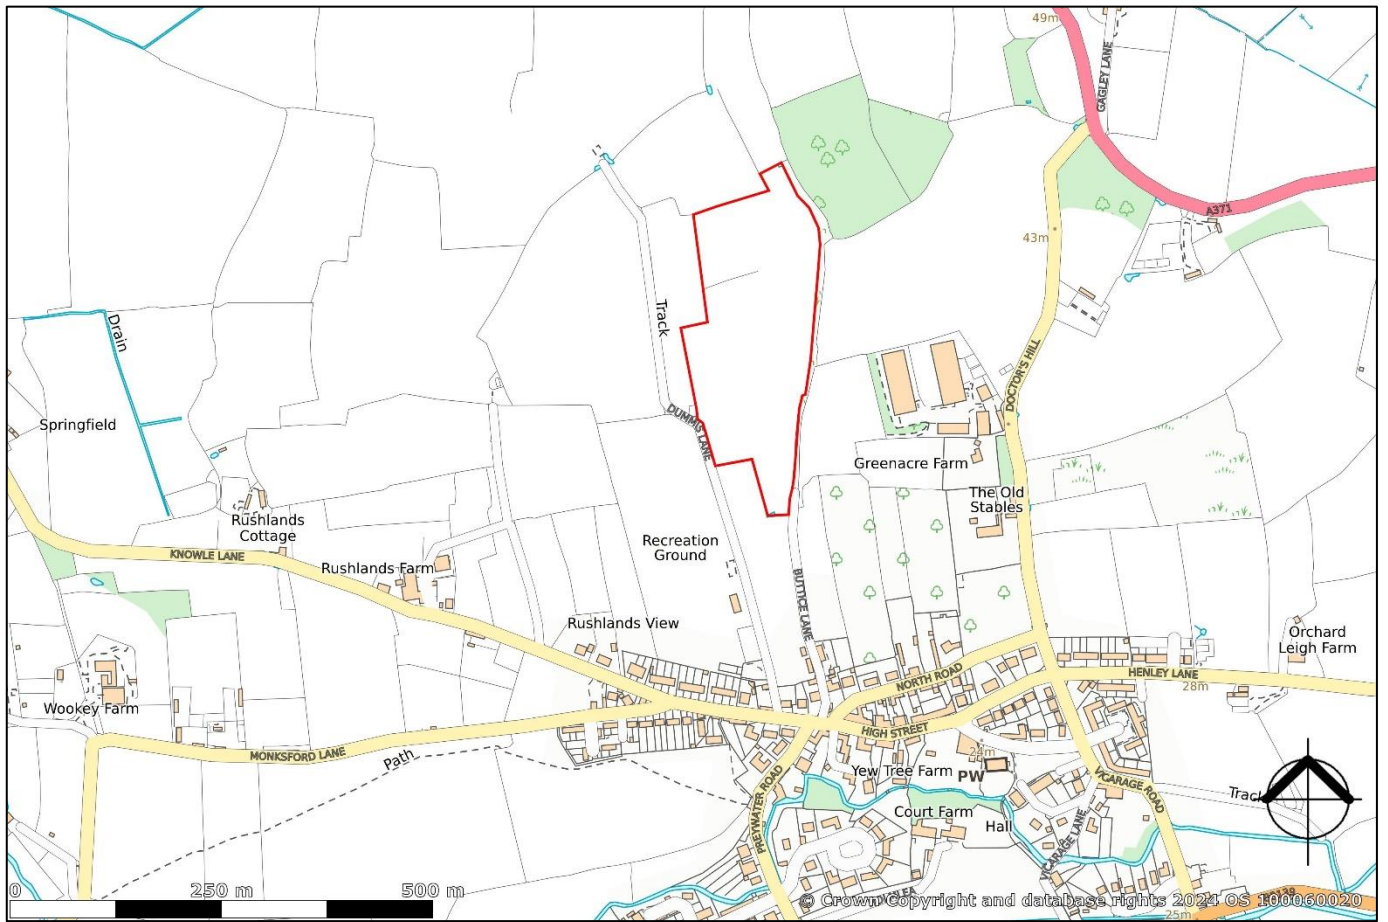 49m
GAGLEY LANE
A371
43m
Track
Drain
DOCTOR'S HILL
DUMMIS LANE
Springfield
Greenacre Farm
The Old
Stables
Rushlands
Cottage
Recreation
Ground
KNOWLE LANE
Rushlands Farm
BUTTICE LANE
Rushlands View
Orchard
Leigh Farm
NORTH ROAD
HENLEY LANE
28m
Wookey Farm
HIGH STREET
MONKSFORD LANE
Path
24m
Yew Tree Farm
PW
VICARAGE ROAD
Track
PREYWATER ROAD
Court Farm
Hall
VICARAGE LANE
0 250 m 500 m
© Crown Copyright and database rights 2024 OS 100060020
25m